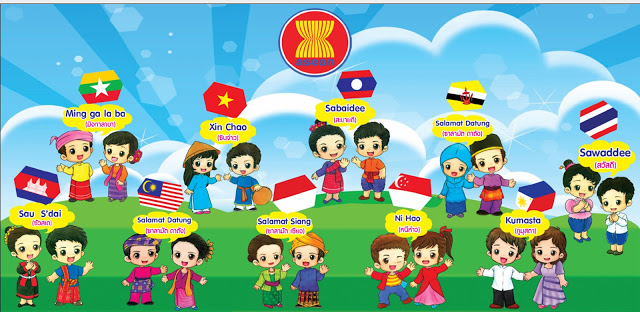 asean
Ming ga la ba
(มิงกาลาบา)
Xin Chao
(ซินจ่าว)
Sabaidee
(สะบายดี)
Salamat Datung
(ซาลามัต ดาตัง)
Sawaddee
(สวัสดี)
Sau S'dai
(ซัวสเด)
Salamat Datung
(ซาลามัต ดาตัง)
Salamat Siang
(ซาลามัต เซียง)
Ni Hao
(หนีห่าว)
Kumasta
(กูมุสตา)